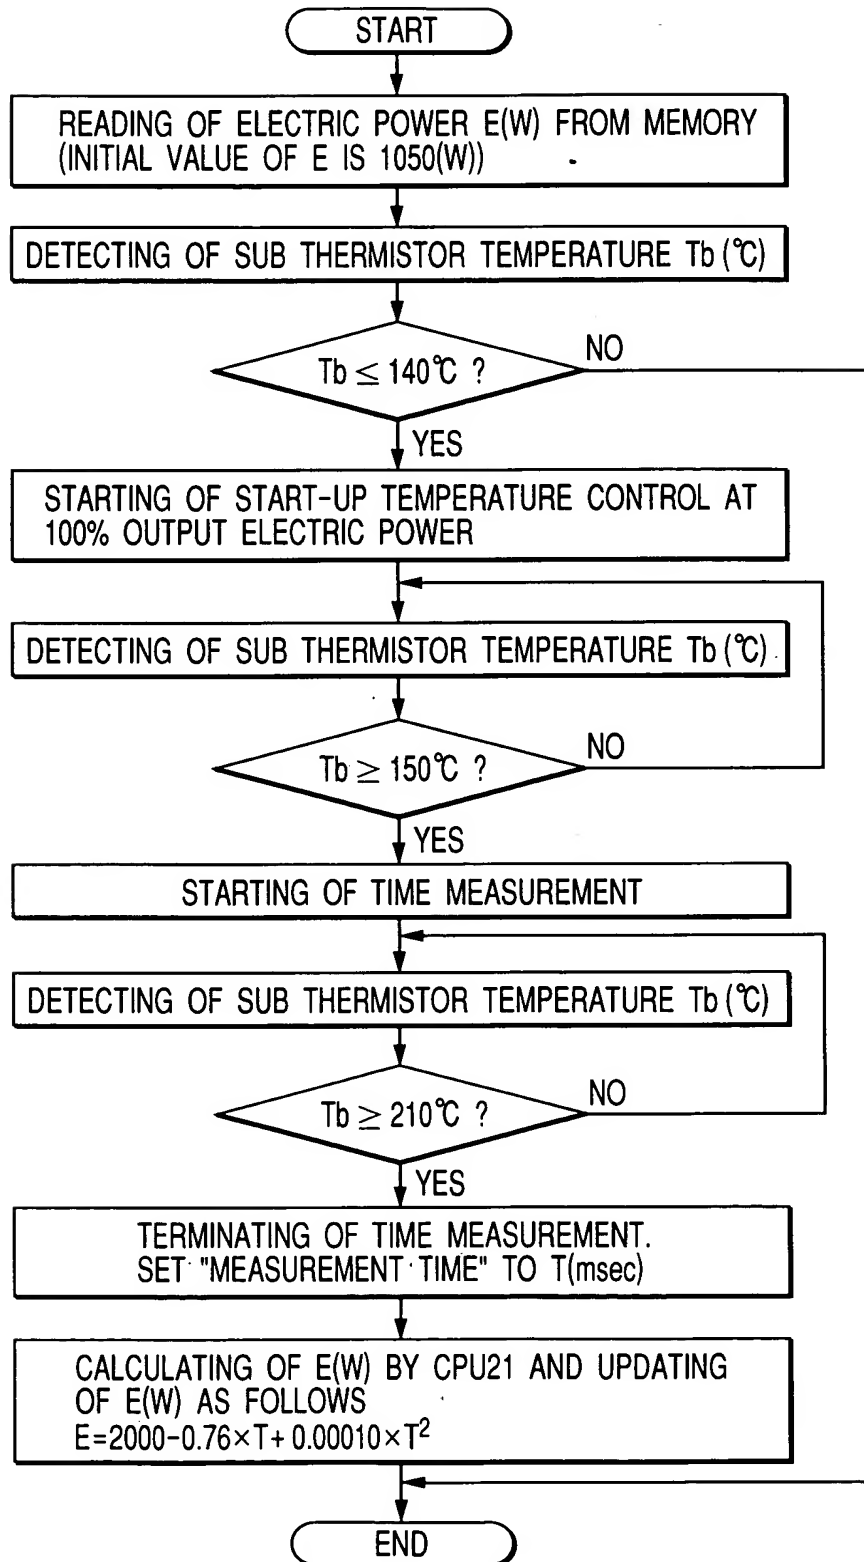 START
READING OF ELECTRIC POWER E(W) FROM MEMORY
(INITIAL VALUE OF E IS 1050(W))
DETECTING OF SUB THERMISTOR TEMPERATURE Tb (℃)
Tb ≤ 140℃ ?
NO
YES
STARTING OF START-UP TEMPERATURE CONTROL AT
100% OUTPUT ELECTRIC POWER
DETECTING OF SUB THERMISTOR TEMPERATURE Tb (℃)
Tb ≥ 150℃ ?
NO
YES
STARTING OF TIME MEASUREMENT
DETECTING OF SUB THERMISTOR TEMPERATURE Tb (℃)
Tb ≥ 210℃ ?
NO
YES
TERMINATING OF TIME MEASUREMENT.
SET "MEASUREMENT TIME" TO T(msec)
CALCULATING OF E(W) BY CPU21 AND UPDATING
OF E(W) AS FOLLOWS
E=2000-0.76×T+0.00010×T²
END